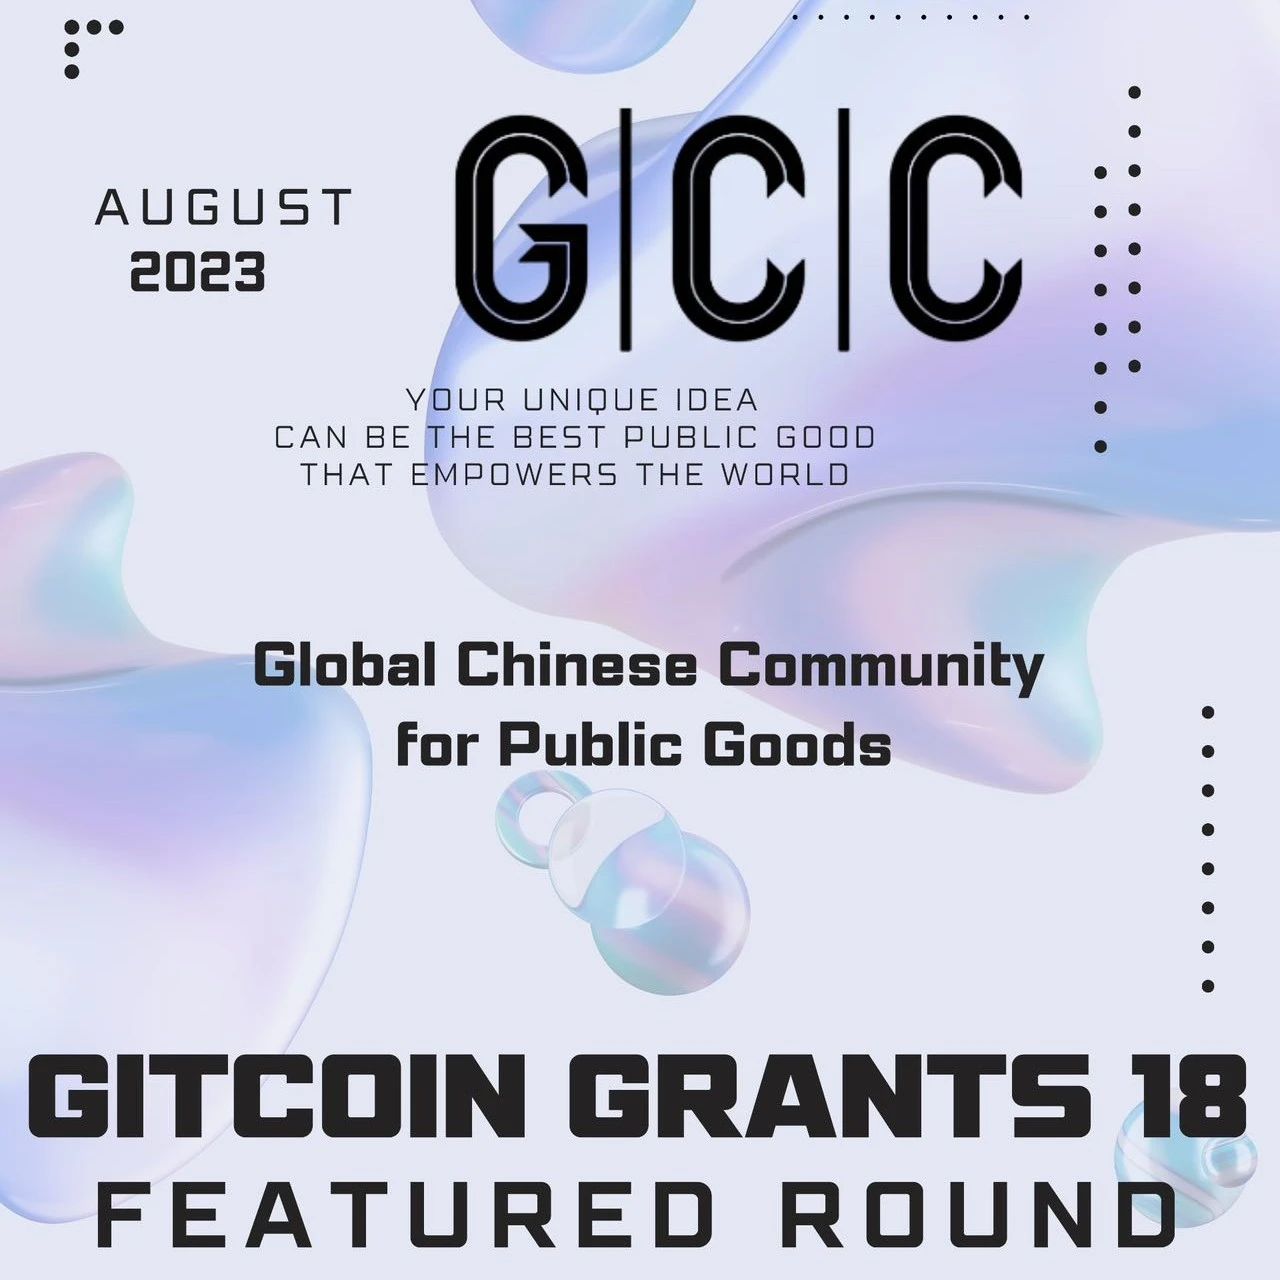 AUGUST
2023
G|C|C
YOUR UNIQUE IDEA
CAN BE THE BEST PUBLIC GOOD
THAT EMPOWERS THE WORLD
Global Chinese Community
for Public Goods
GITCOIN GRANTS 18
FEATURED ROUND